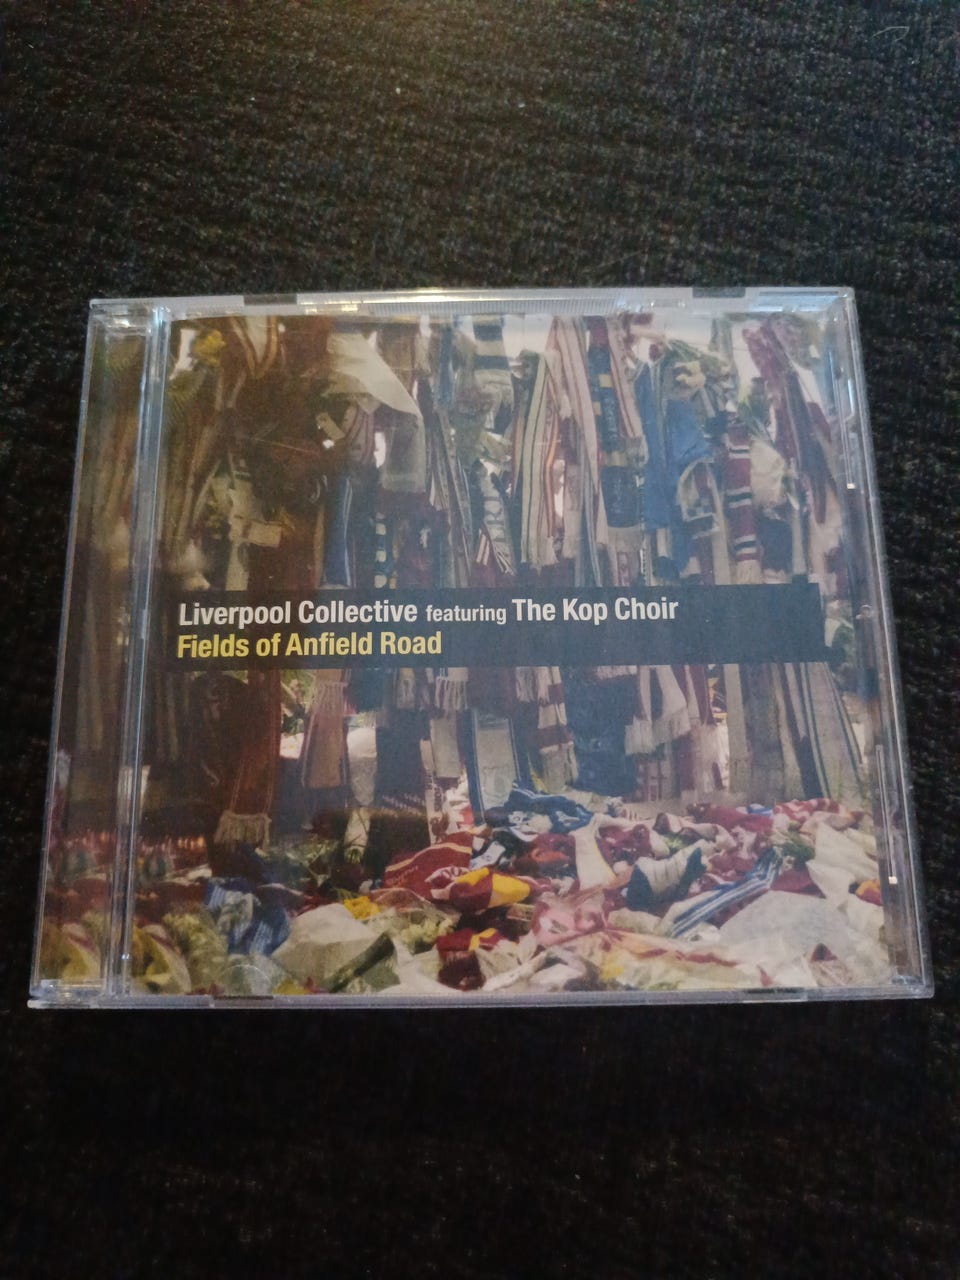 Liverpool Collective featuring The Kop Choir
Fields of Anfield Road